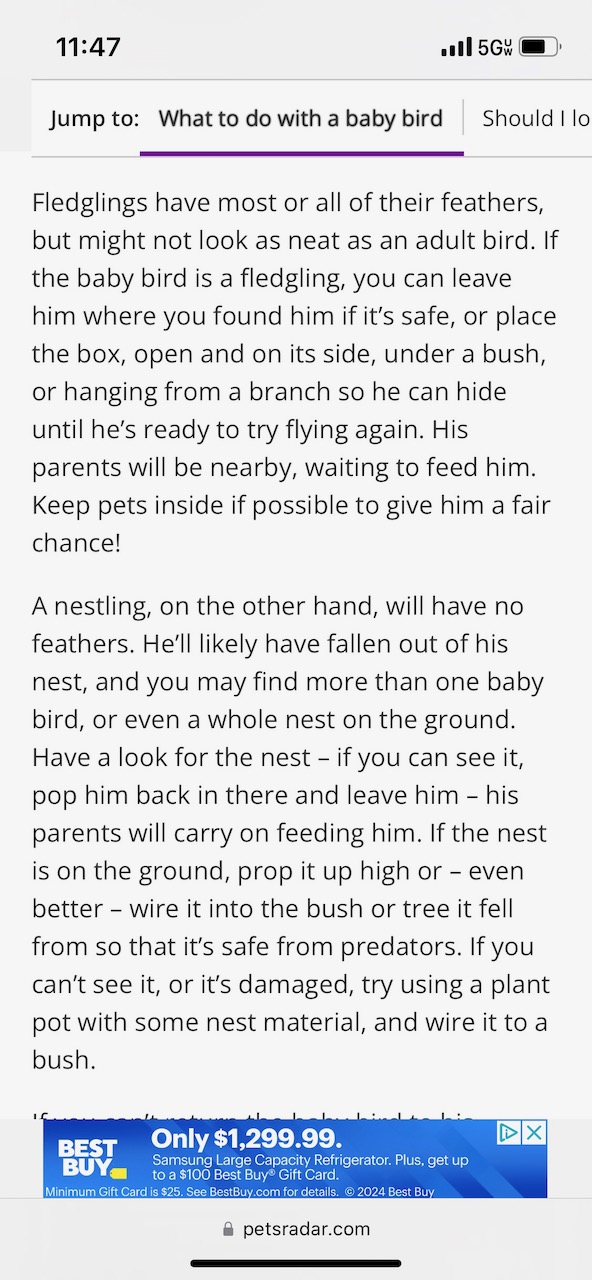 11:47
5G UW
Jump to: What to do with a baby bird Should I lo
Fledglings have most or all of their feathers,
but might not look as neat as an adult bird. If
the baby bird is a fledgling, you can leave
him where you found him if it’s safe, or place
the box, open and on its side, under a bush,
or hanging from a branch so he can hide
until he’s ready to try flying again. His
parents will be nearby, waiting to feed him.
Keep pets inside if possible to give him a fair
chance!
A nestling, on the other hand, will have no
feathers. He’ll likely have fallen out of his
nest, and you may find more than one baby
bird, or even a whole nest on the ground.
Have a look for the nest – if you can see it,
pop him back in there and leave him – his
parents will carry on feeding him. If the nest
is on the ground, prop it up high or – even
better – wire it into the bush or tree it fell
from so that it’s safe from predators. If you
can’t see it, or it’s damaged, try using a plant
pot with some nest material, and wire it to a
bush.
If you can’t return the baby bird to his
BEST
BUY
Only $1,299.99.
Samsung Large Capacity Refrigerator. Plus, get up
to a $100 Best Buy® Gift Card.
Minimum Gift Card is $25. See BestBuy.com for details. © 2024 Best Buy
petsradar.com